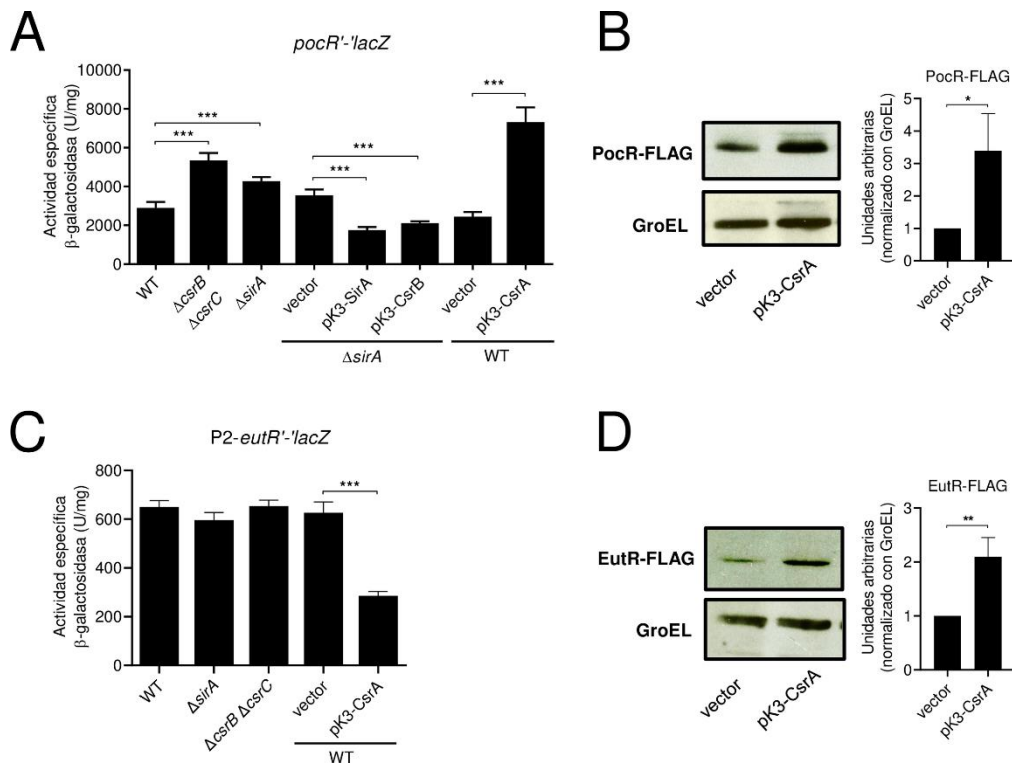 A
pocR'-'lacZ
Actividad específica
β-galactosidasa (U/mg)
10000
8000
6000
4000
2000
0
***
***
***
***
***
WT
ΔcsrB
ΔcsrC
ΔsirA
vector
pK3-SirA
pK3-CsrB
vector
pK3-CsrA
ΔsirA
WT
B
PocR-FLAG
GroEL
vector
pK3-CsrA
PocR-FLAG
Unidades arbitrarias
(normalizado con GroEL)
5
4
3
2
1
0
*
vector
pK3-CsrA
C
P2-eutR'-'lacZ
Actividad específica
β-galactosidasa (U/mg)
800
600
400
200
0
***
WT
ΔsirA
ΔcsrB ΔcsrC
vector
pK3-CsrA
WT
D
EutR-FLAG
GroEL
vector
pK3-CsrA
EutR-FLAG
Unidades arbitrarias
(normalizado con GroEL)
3
2
1
0
**
vector
pK3-CsrA